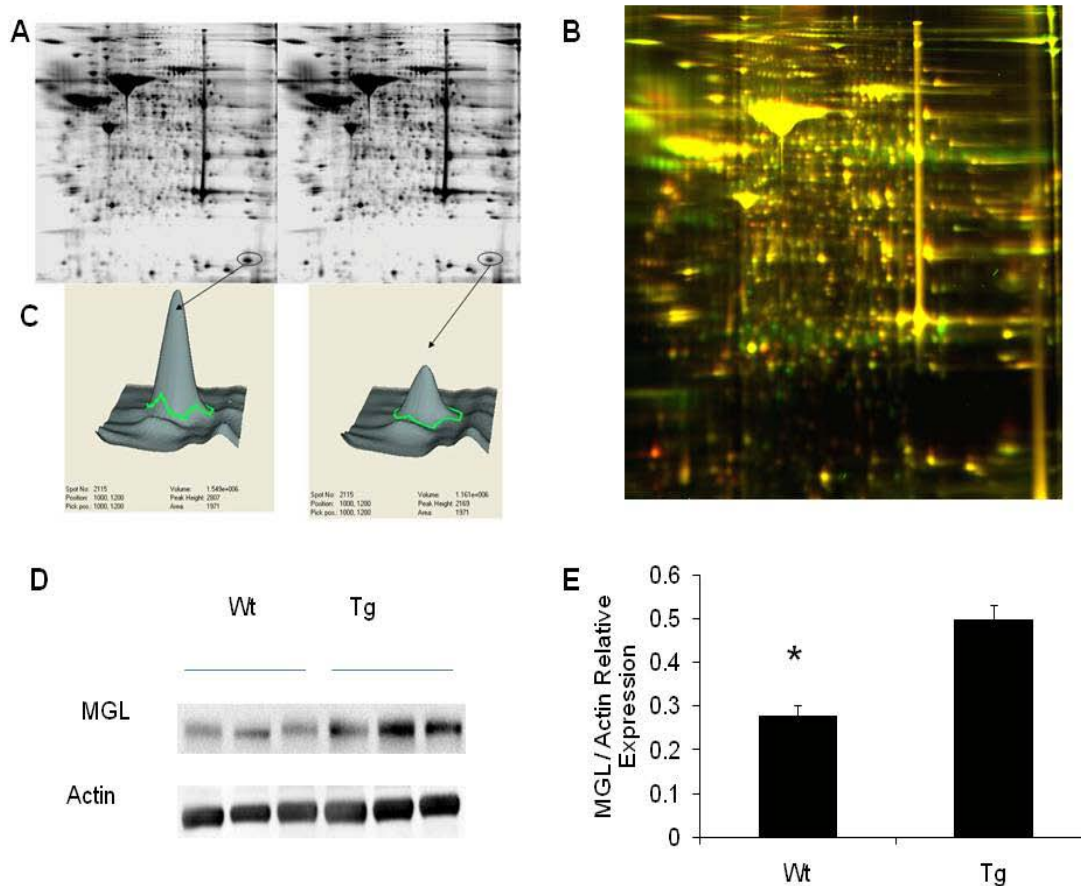 A
B
C
Spot No: 2115 Volume: 1.549e+006
Position: 1000, 1200 Peak Height 2807
Pick pos.: 1000, 1200 Area 1971
Spot No: 2115 Volume: 1.161e+006
Position: 1000, 1200 Peak Height 2169
Pick pos.: 1000, 1200 Area 1971
D
Wt Tg
MGL
Actin
E
MGL/Actin Relative
Expression
0.6
0.5
0.4
0.3
0.2
0.1
0
*
Wt Tg